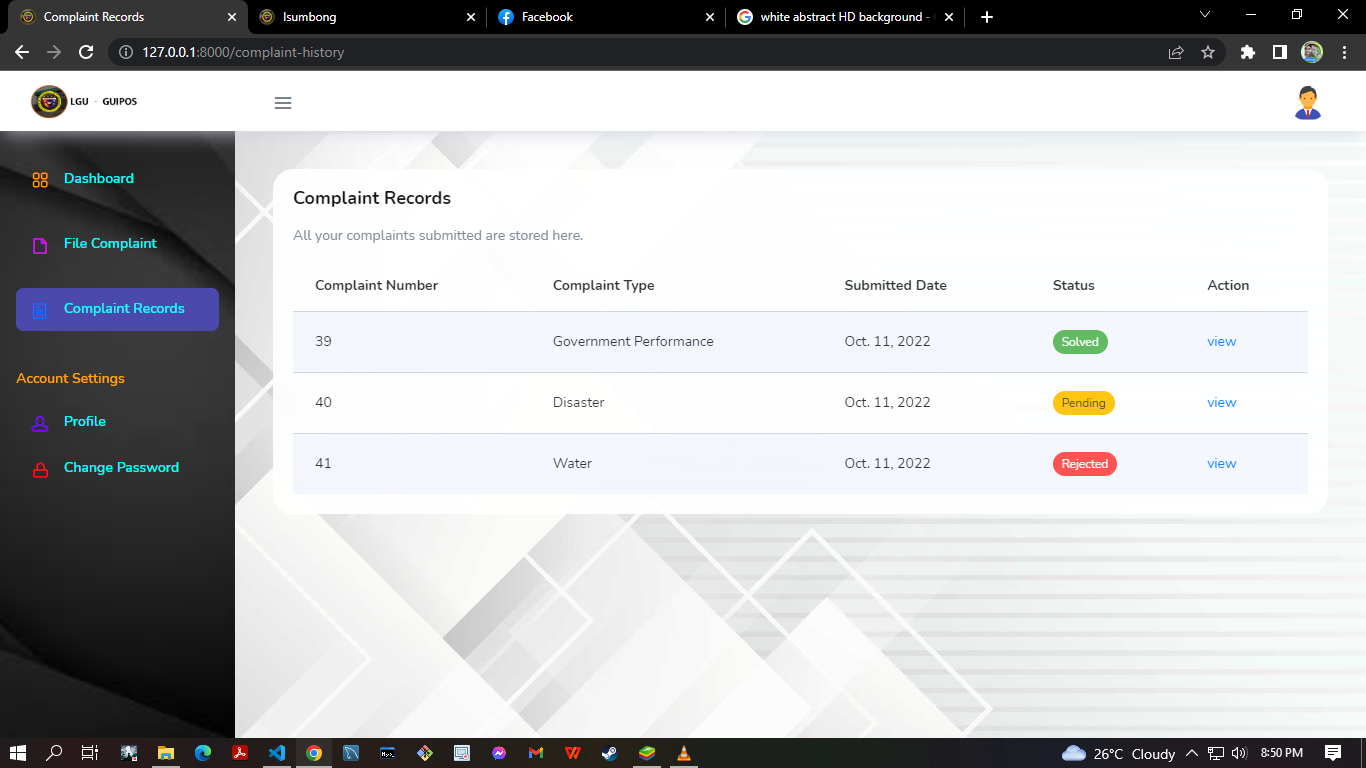 Complaint Records
Isumbong
Facebook
white abstract HD background -
127.0.0.1:8000/complaint-history
LGU - GUIPOS
Dashboard
File Complaint
Complaint Records
Account Settings
Profile
Change Password
Complaint Records
All your complaints submitted are stored here.
Complaint Number Complaint Type Submitted Date Status Action
39 Government Performance Oct. 11, 2022 Solved view
40 Disaster Oct. 11, 2022 Pending view
41 Water Oct. 11, 2022 Rejected view
26°C Cloudy 8:50 PM